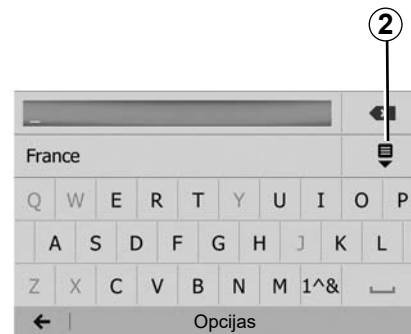 2
_
France
Q W E R T Y U I O P
A S D F G H J K L
Z X C V B N M 1^&
Opcijas